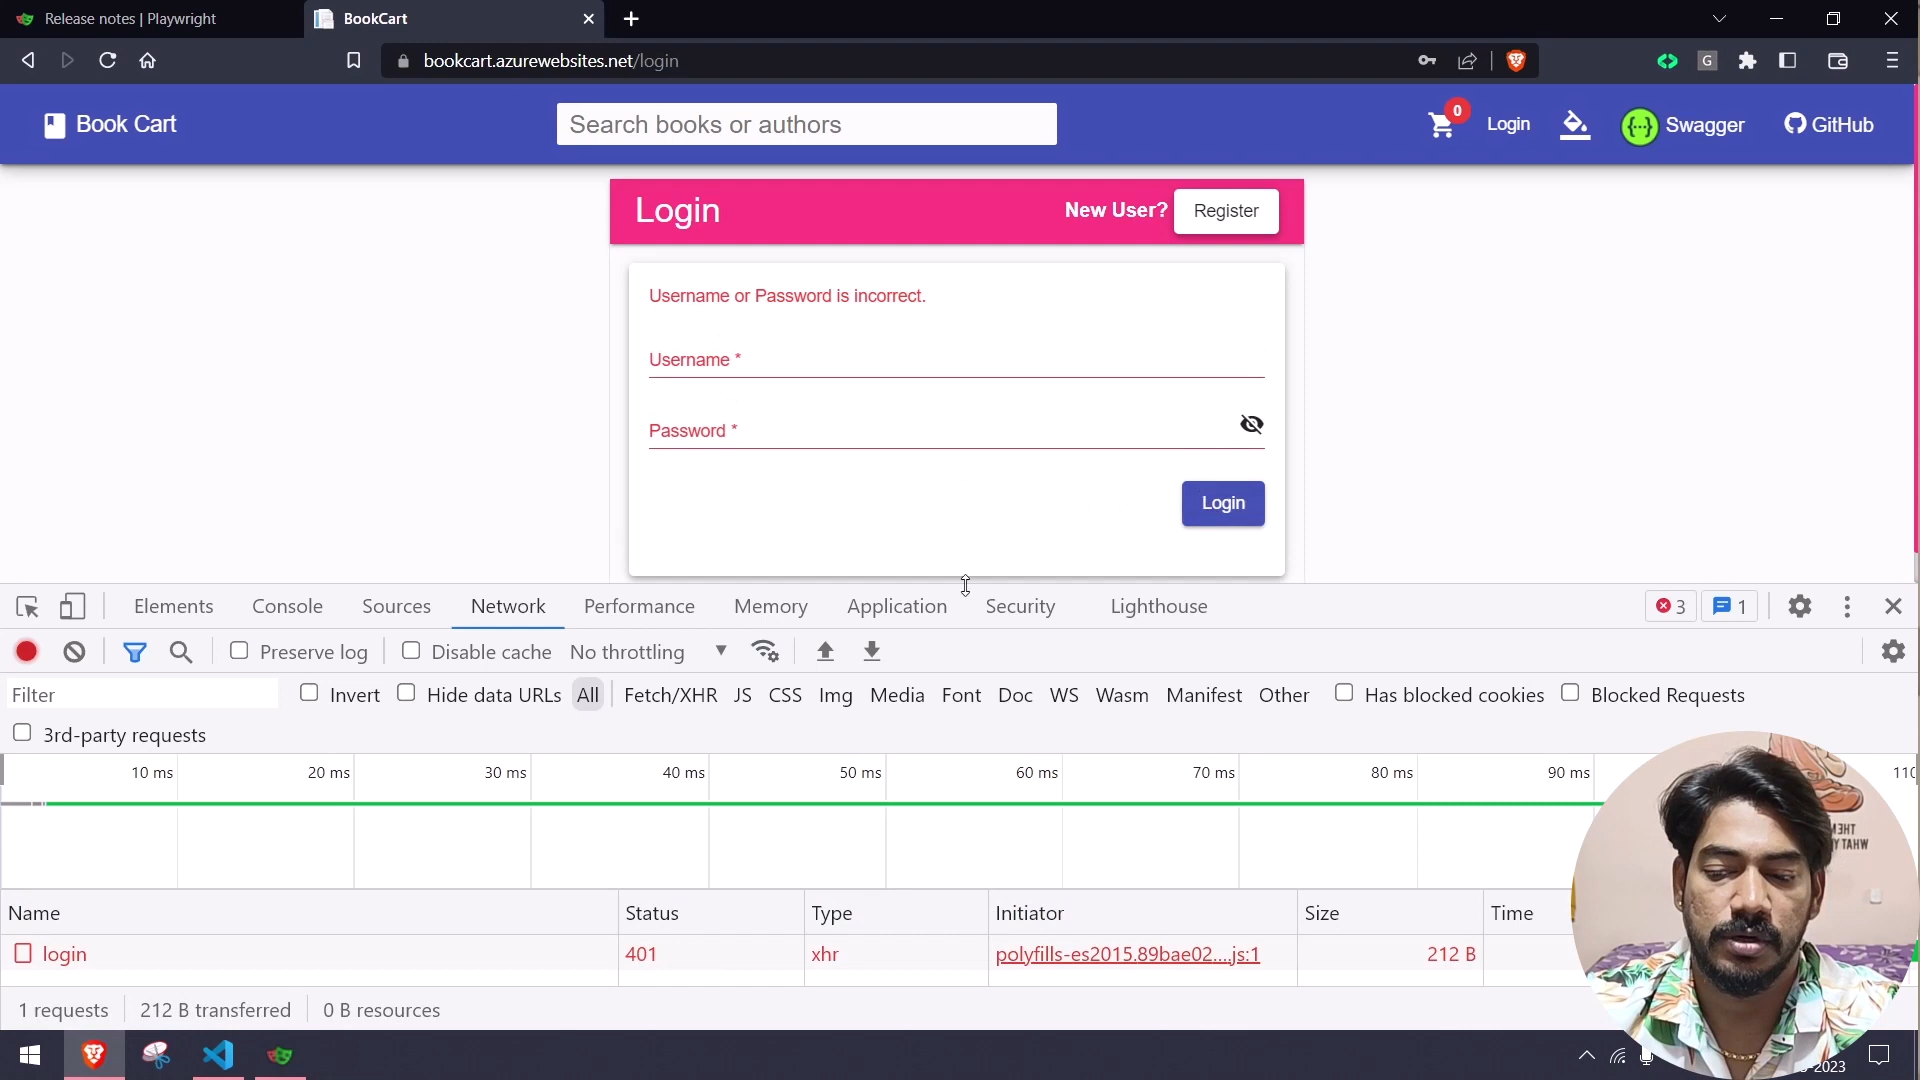 Release notes | Playwright
BookCart
bookcart.azurewebsites.net/login
G
Book Cart
Search books or authors
0
Login
Swagger
GitHub
Login
New User?
Register
Username or Password is incorrect.
Username *
Password *
Login
Elements
Console
Sources
Network
Performance
Memory
Application
Security
Lighthouse
3
1
Preserve log
Disable cache
No throttling
Filter
Invert
Hide data URLs
All
Fetch/XHR
JS
CSS
Img
Media
Font
Doc
WS
Wasm
Manifest
Other
Has blocked cookies
Blocked Requests
3rd-party requests
10 ms
20 ms
30 ms
40 ms
50 ms
60 ms
70 ms
80 ms
90 ms
Name
Status
Type
Initiator
Size
Time
login
401
xhr
polyfills-es2015.89bae02....js:1
212 B
1 requests
212 B transferred
0 B resources
-2023